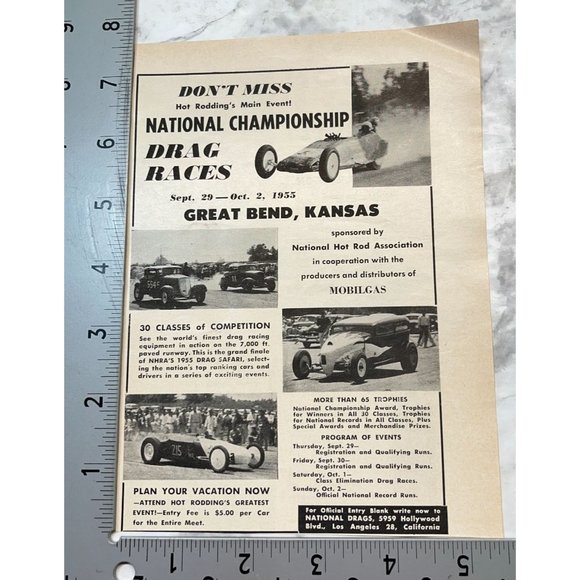 DON'T MISS
Hot Rodding's Main Event!
NATIONAL CHAMPIONSHIP
DRAG
RACES
Sept. 29 — Oct. 2, 1955
GREAT BEND, KANSAS
sponsored by
National Hot Rod Association
in cooperation with the
producers and distributors of
MOBILGAS
554-C
30 CLASSES of COMPETITION
See the world's finest drag racing
equipment in action on the 7,000 ft.
paved runway. This is the grand finale
of NHRA'S 1955 DRAG SAFARI, select-
ing the nation's top ranking cars and
drivers in a series of exciting events.
MORE THAN 65 TROPHIES
National Championship Award, Trophies
for Winners in All 30 Classes, Trophies
for National Records in All Classes, Plus
Special Awards and Merchandise Prizes.
PROGRAM OF EVENTS
Thursday, Sept. 29—
Registration and Qualifying Runs.
Friday, Sept. 30—
Registration and Qualifying Runs.
Saturday, Oct. 1—
Class Elimination Drag Races.
Sunday, Oct. 2—
Official National Record Runs.
215
PLAN YOUR VACATION NOW
—ATTEND HOT RODDING'S GREATEST
EVENT!—Entry Fee is $5.00 per Car
for the Entire Meet.
For Official Entry Blank write now to
NATIONAL DRAGS, 5959 Hollywood
Blvd., Los Angeles 28, California
8
7
6
5
4
3
2
1
1
2
3
4
5